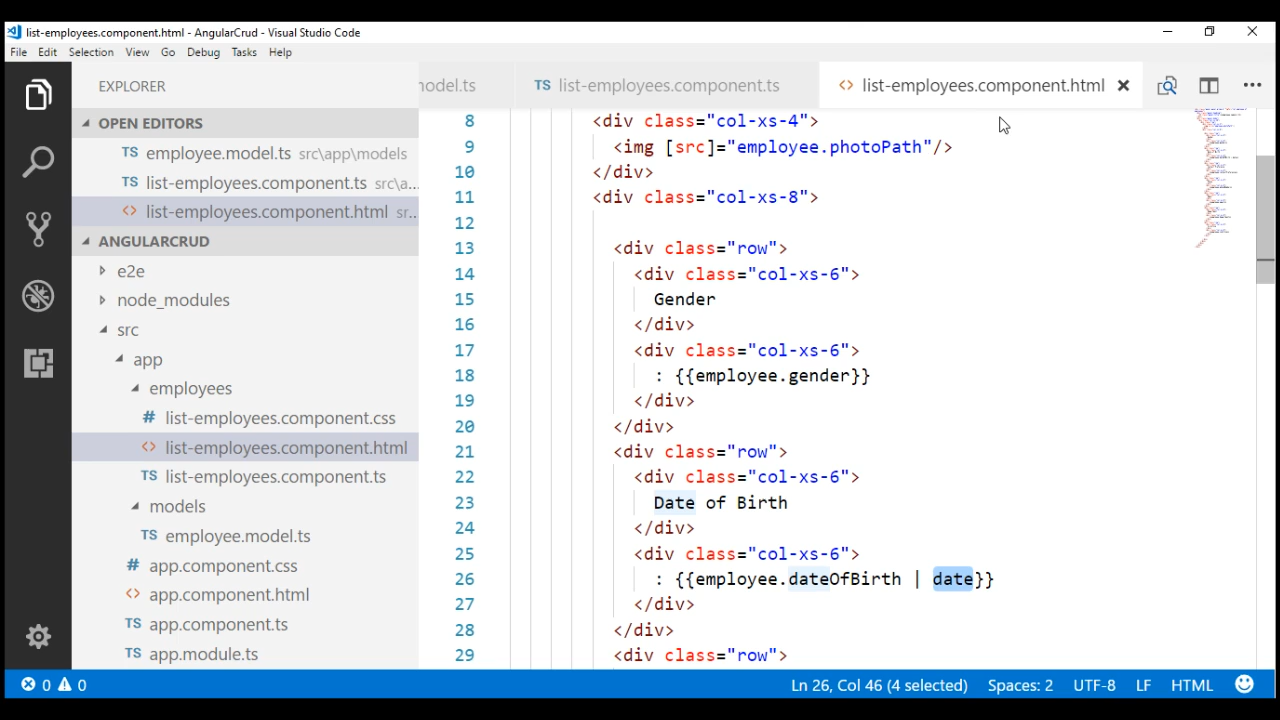 list-employees.component.html - AngularCrud - Visual Studio Code
File Edit Selection View Go Debug Tasks Help
EXPLORER
OPEN EDITORS
TS employee.model.ts src\app\models
TS list-employees.component.ts src\a...
<> list-employees.component.html sr...
ANGULARCRUD
e2e
node_modules
src
app
employees
# list-employees.component.css
<> list-employees.component.html
TS list-employees.component.ts
models
TS employee.model.ts
# app.component.css
<> app.component.html
TS app.component.ts
TS app.module.ts
nodel.ts TS list-employees.component.ts <> list-employees.component.html
8 <div class="col-xs-4">
9 <img [src]="employee.photoPath"/>
10 </div>
11 <div class="col-xs-8">
12
13 <div class="row">
14 <div class="col-xs-6">
15 Gender
16 </div>
17 <div class="col-xs-6">
18 : {{employee.gender}}
19 </div>
20 </div>
21 <div class="row">
22 <div class="col-xs-6">
23 Date of Birth
24 </div>
25 <div class="col-xs-6">
26 : {{employee.dateOfBirth | date}}
27 </div>
28 </div>
29 <div class="row">
0 0 Ln 26, Col 46 (4 selected) Spaces: 2 UTF-8 LF HTML